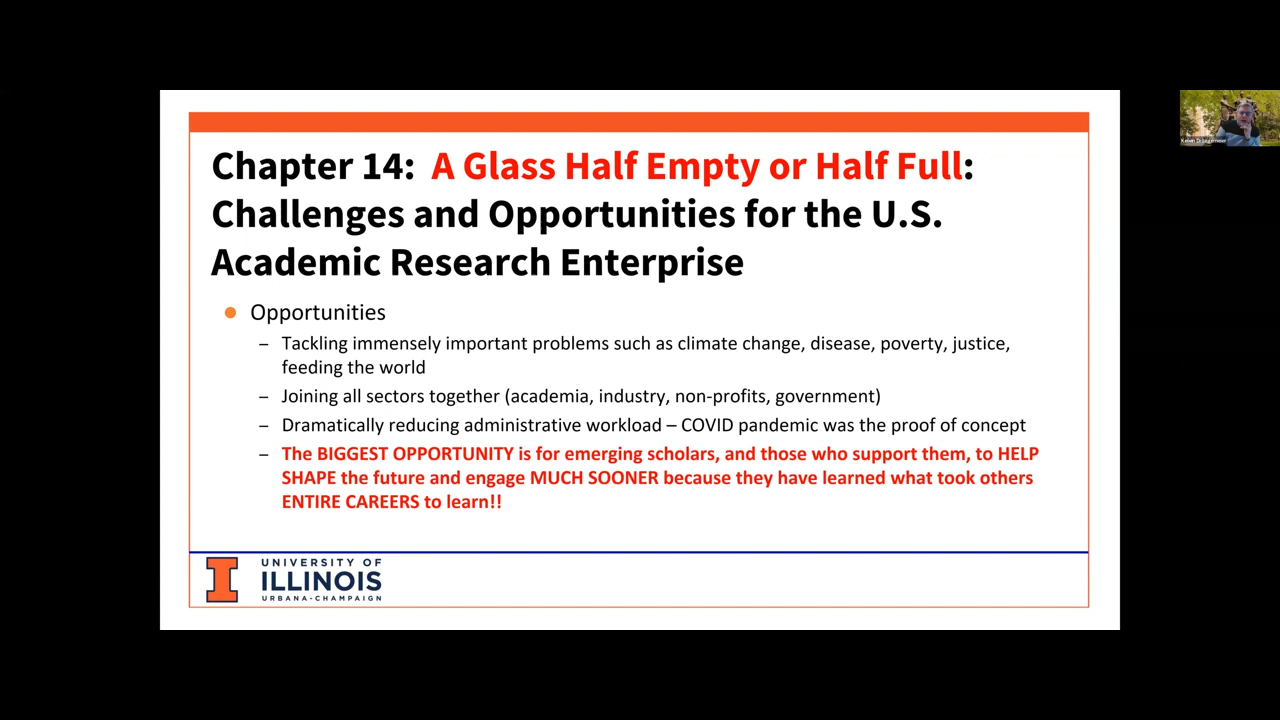 Chapter 14: A Glass Half Empty or Half Full:
Challenges and Opportunities for the U.S.
Academic Research Enterprise
Opportunities
– Tackling immensely important problems such as climate change, disease, poverty, justice,
feeding the world
– Joining all sectors together (academia, industry, non-profits, government)
– Dramatically reducing administrative workload – COVID pandemic was the proof of concept
– The BIGGEST OPPORTUNITY is for emerging scholars, and those who support them, to HELP
SHAPE the future and engage MUCH SOONER because they have learned what took others
ENTIRE CAREERS to learn!!
UNIVERSITY OF
ILLINOIS
URBANA-CHAMPAIGN
Kelvin Droegemeier